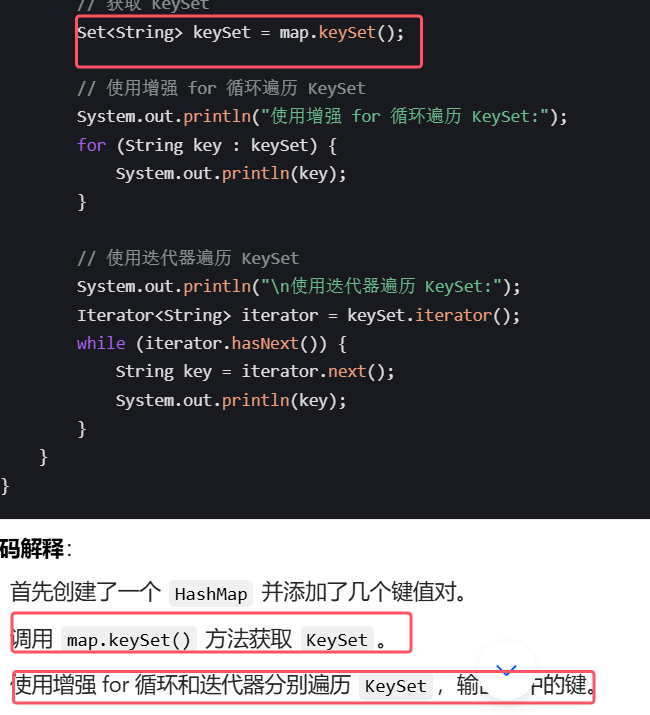 // 获取 KeySet
Set<String> keySet = map.keySet();
// 使用增强 for 循环遍历 KeySet
System.out.println("使用增强 for 循环遍历 KeySet:");
for (String key : keySet) {
System.out.println(key);
}
// 使用迭代器遍历 KeySet
System.out.println("\n使用迭代器遍历 KeySet:");
Iterator<String> iterator = keySet.iterator();
while (iterator.hasNext()) {
String key = iterator.next();
System.out.println(key);
}
}
}
码解释：
首先创建了一个 HashMap 并添加了几个键值对。
调用 map.keySet() 方法获取 KeySet 。
使用增强 for 循环和迭代器分别遍历 KeySet ，输 的键。